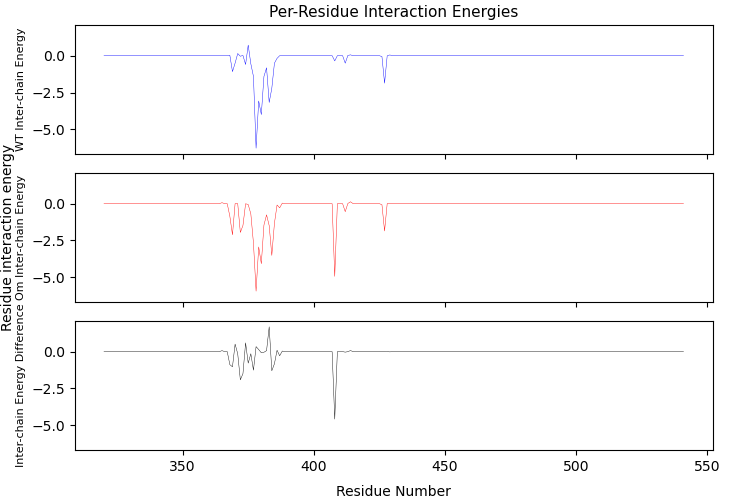 Per-Residue Interaction Energies
Residue interaction energy
WT Inter-chain Energy
0.0
−2.5
−5.0
Om Inter-chain Energy
0.0
−2.5
−5.0
Inter-chain Energy Difference
0.0
−2.5
−5.0
350 400 450 500 550
Residue Number